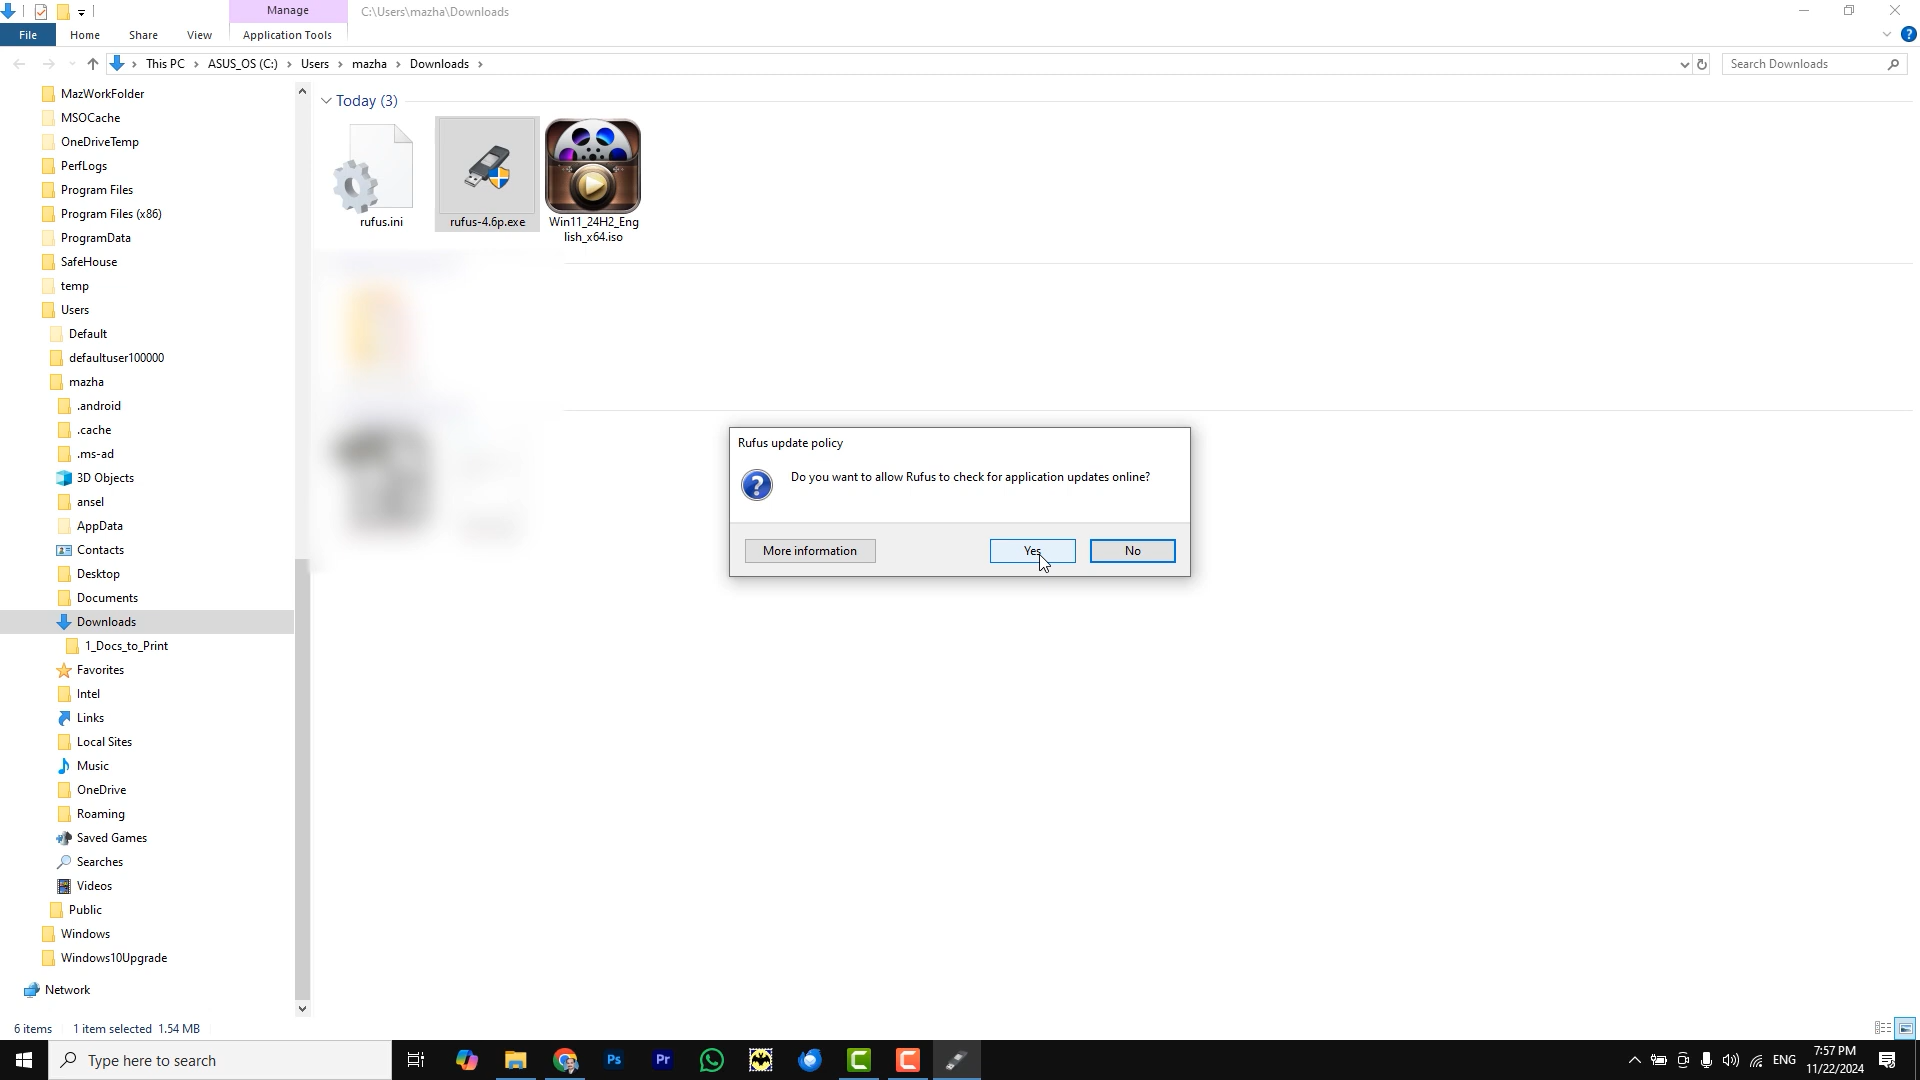 Manage
C:\Users\mazha\Downloads
File
Home
Share
View
Application Tools
This PC
ASUS_OS (C:)
Users
mazha
Downloads
Search Downloads
MazWorkFolder
MSOCache
OneDriveTemp
PerfLogs
Program Files
Program Files (x86)
ProgramData
SafeHouse
temp
Users
Default
defaultuser100000
mazha
.android
.cache
.ms-ad
3D Objects
ansel
AppData
Contacts
Desktop
Documents
Downloads
1_Docs_to_Print
Favorites
Intel
Links
Local Sites
Music
OneDrive
Roaming
Saved Games
Searches
Videos
Public
Windows
Windows10Upgrade
Network
Today (3)
rufus.ini
rufus-4.6p.exe
Win11_24H2_Eng
lish_x64.iso
Rufus update policy
Do you want to allow Rufus to check for application updates online?
More information
Yes
No
6 items
1 item selected 1.54 MB
Type here to search
Ps
Pr
ENG
7:57 PM
11/22/2024